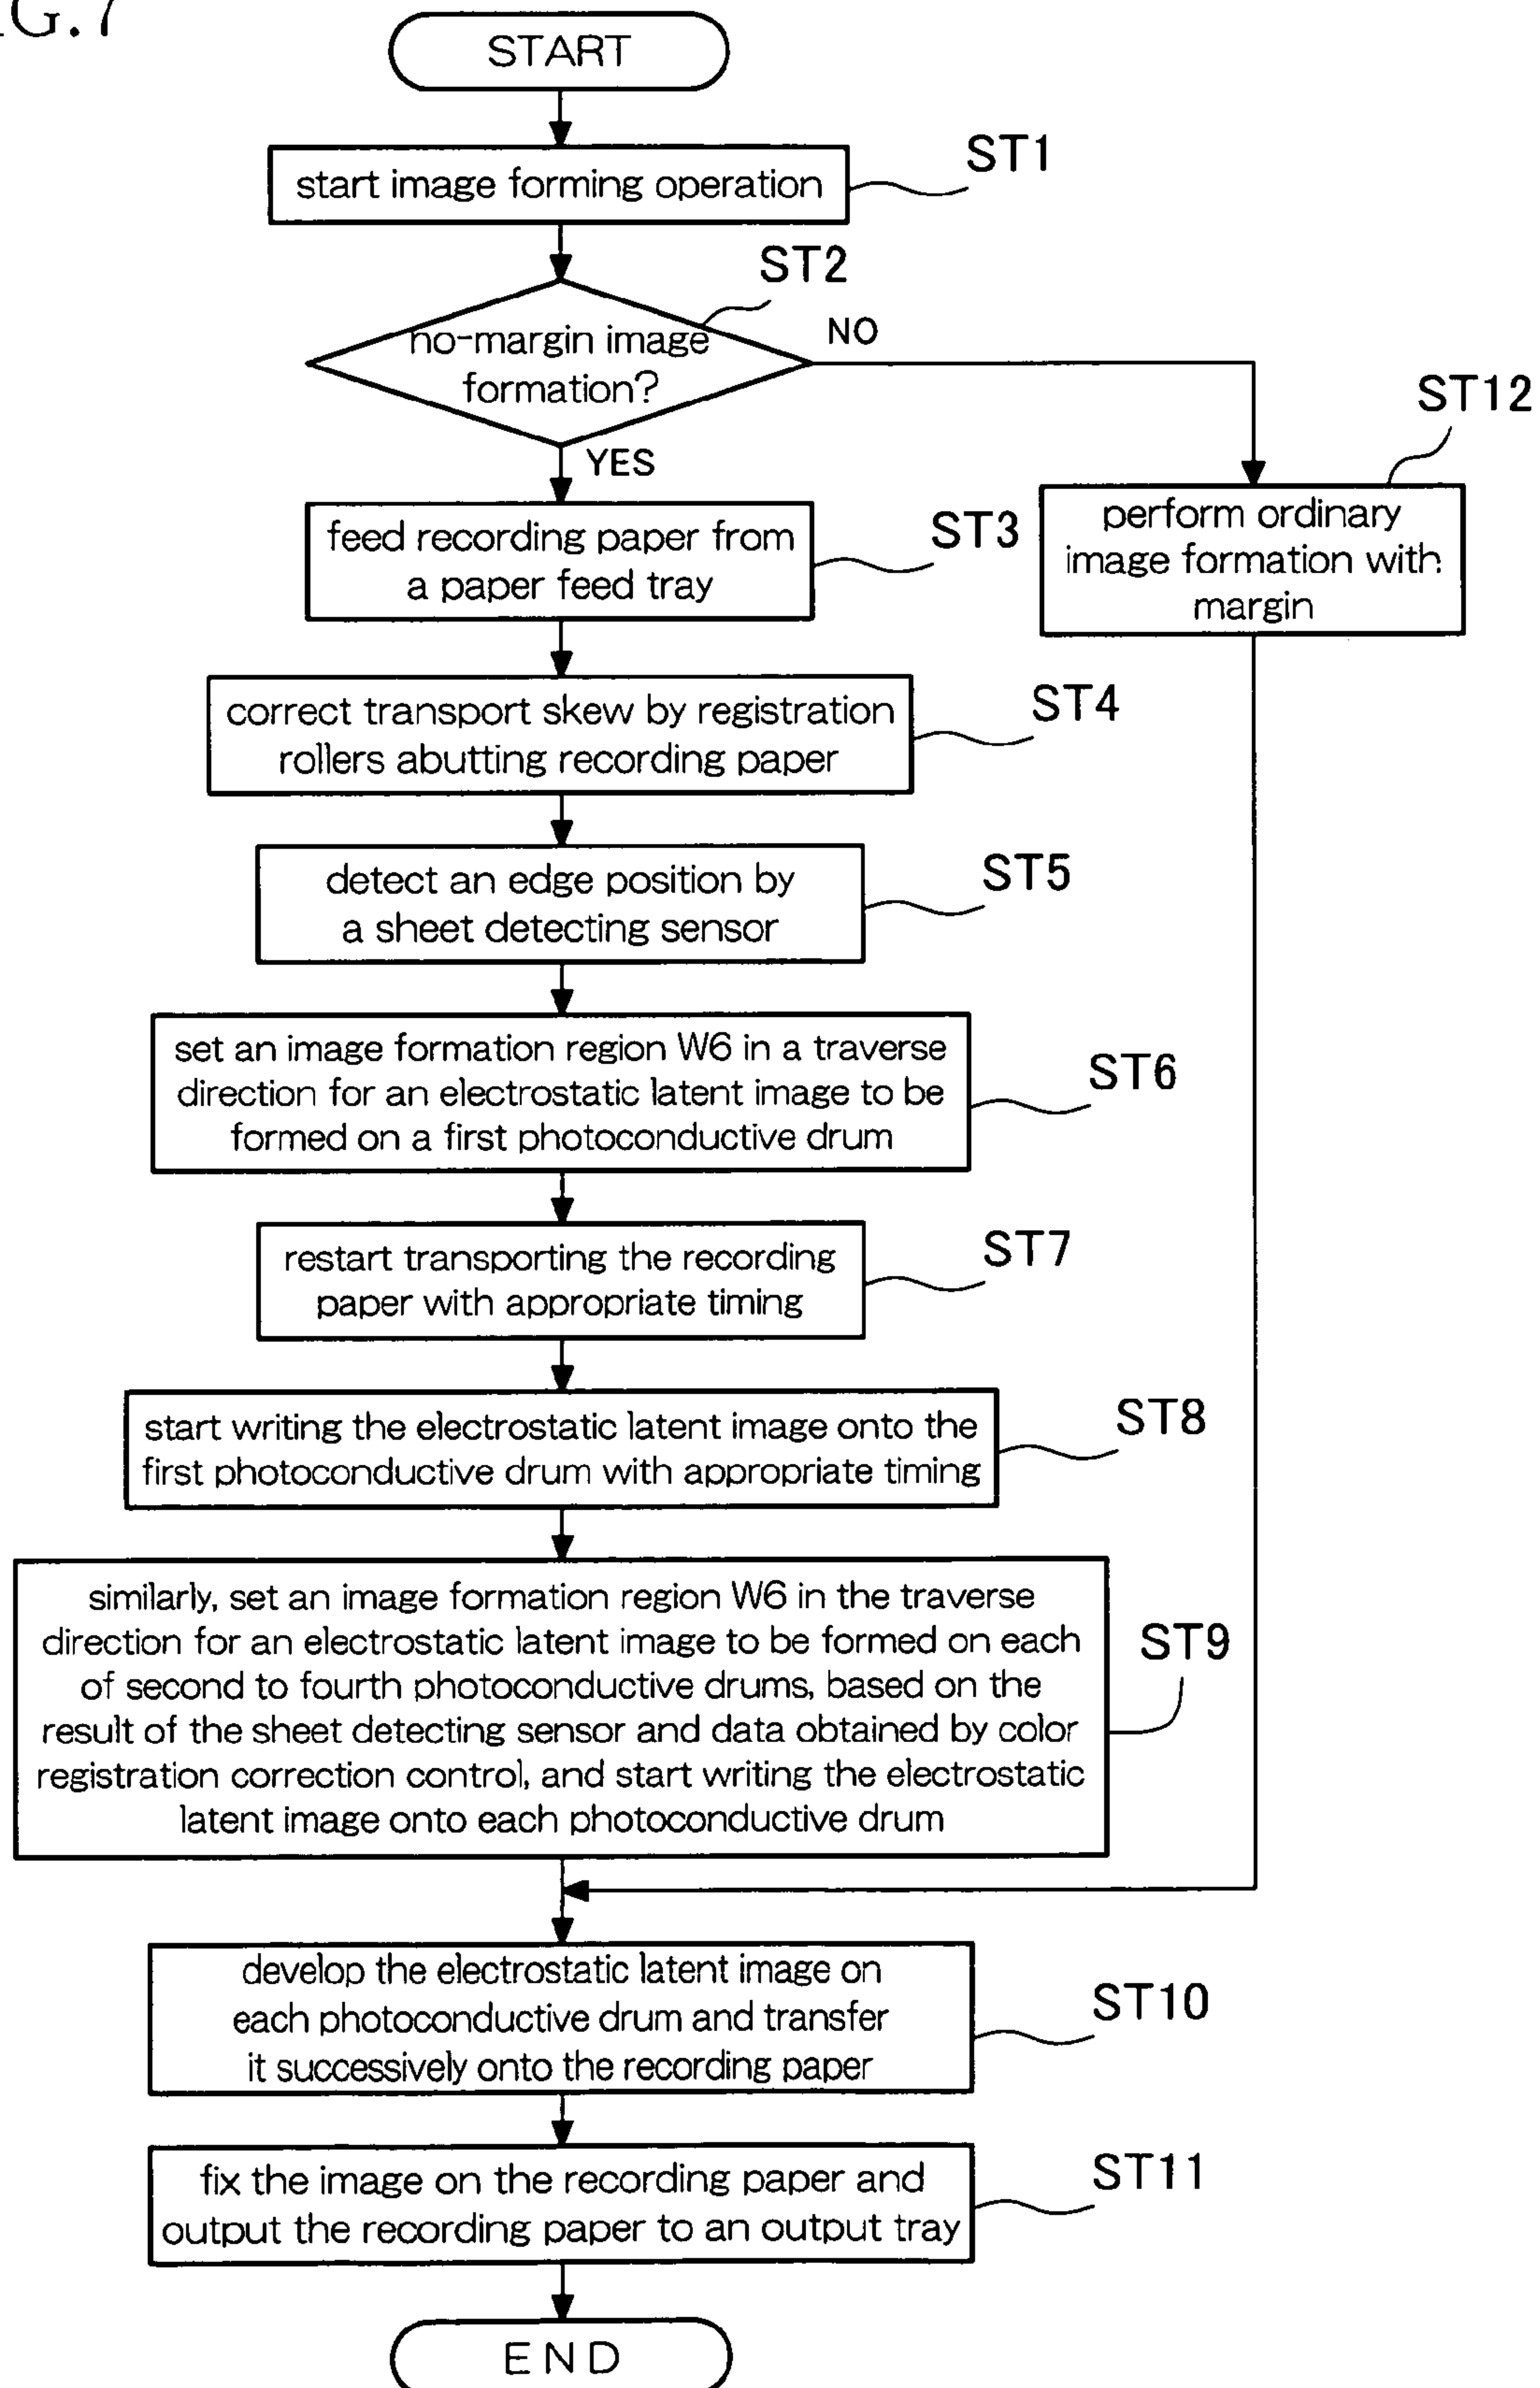 G.7
START
start image forming operation
ST1
ST2
no-margin image
formation?
NO
YES
ST12
perform ordinary
image formation with
margin
feed recording paper from
a paper feed tray
ST3
correct transport skew by registration
rollers abutting recording paper
ST4
detect an edge position by
a sheet detecting sensor
ST5
set an image formation region W6 in a traverse
direction for an electrostatic latent image to be
formed on a first photoconductive drum
ST6
restart transporting the recording
paper with appropriate timing
ST7
start writing the electrostatic latent image onto the
first photoconductive drum with appropriate timing
ST8
similarly, set an image formation region W6 in the traverse
direction for an electrostatic latent image to be formed on each
of second to fourth photoconductive drums, based on the
result of the sheet detecting sensor and data obtained by color
registration correction control, and start writing the electrostatic
latent image onto each photoconductive drum
ST9
develop the electrostatic latent image on
each photoconductive drum and transfer
it successively onto the recording paper
ST10
fix the image on the recording paper and
output the recording paper to an output tray
ST11
END